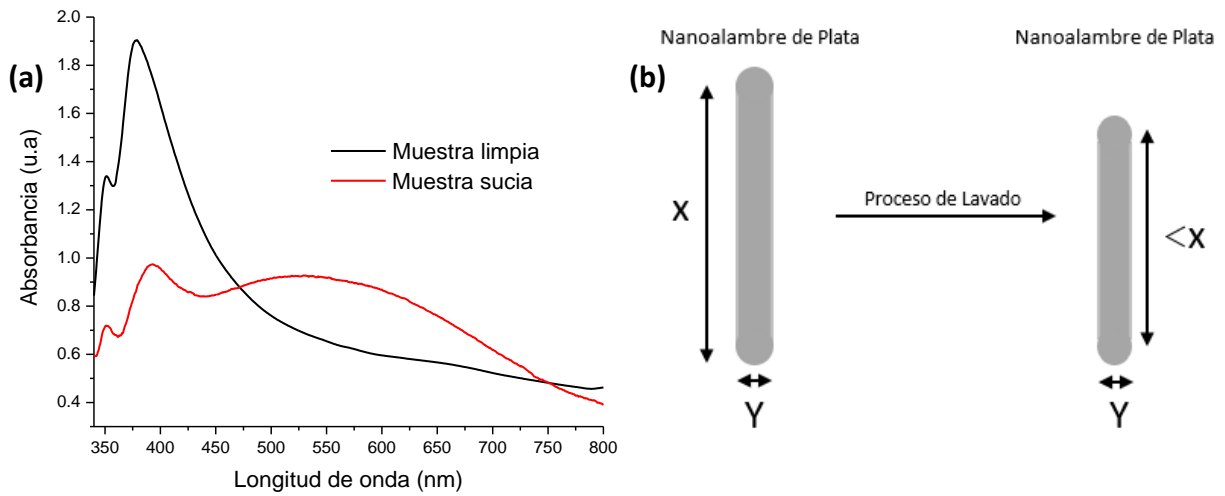 (a)
2.0
1.8
1.6
1.4
1.2
1.0
0.8
0.6
0.4
Absorbancia (u.a)
Muestra limpia
Muestra sucia
350 400 450 500 550 600 650 700 750 800
Longitud de onda (nm)
(b)
Nanoalambre de Plata
X
Y
Proceso de Lavado
Nanoalambre de Plata
<X
Y